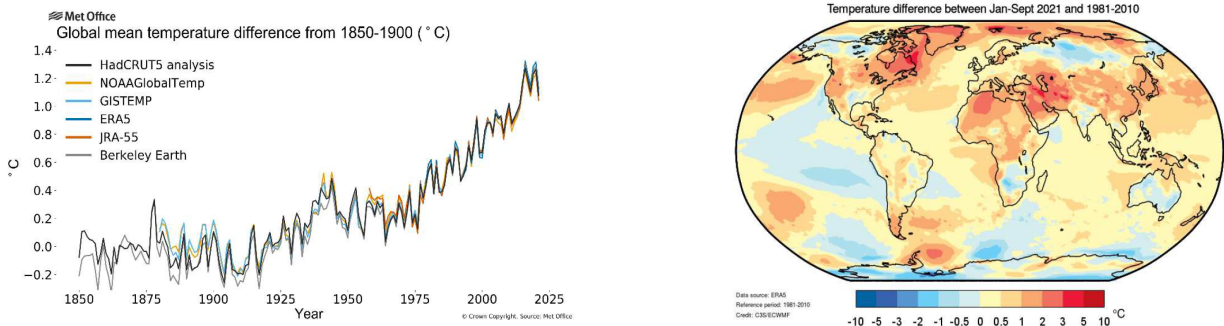 Met Office
Global mean temperature difference from 1850-1900 (°C)
1.4
1.2
1.0
0.8
0.6
0.4
0.2
0.0
−0.2
°C
HadCRUT5 analysis
NOAAGlobalTemp
GISTEMP
ERA5
JRA-55
Berkeley Earth
1850 1875 1900 1925 1950 1975 2000 2025
Year
© Crown Copyright. Source: Met Office
Temperature difference between Jan-Sept 2021 and 1981-2010
Data source: ERA5
Reference period: 1981-2010
Credit: C3S/ECWMF
-10 -5 -3 -2 -1 -0.5 0 0.5 1 2 3 5 10 °C